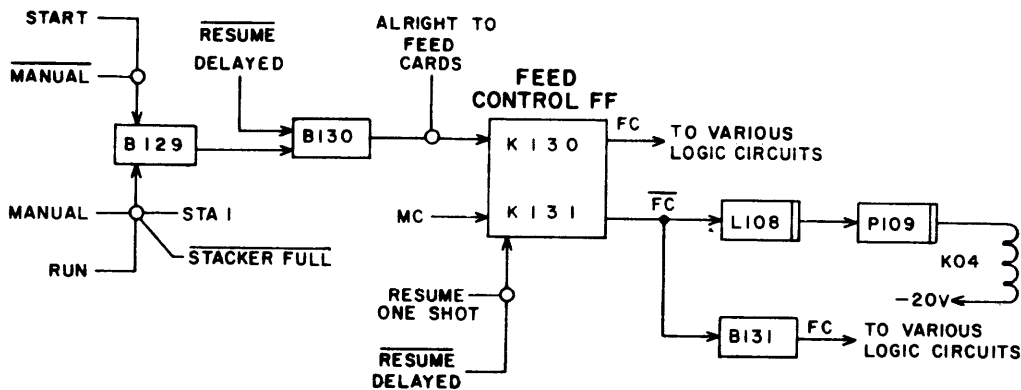 START
MANUAL
B129
MANUAL
STA 1
STACKER FULL
RUN
RESUME
DELAYED
B130
ALRIGHT TO
FEED
CARDS
FEED
CONTROL FF
K130
K131
MC
RESUME
ONE SHOT
RESUME
DELAYED
FC
TO VARIOUS
LOGIC CIRCUITS
FC
L108
P109
K04
-20V
B131
FC
TO VARIOUS
LOGIC CIRCUITS